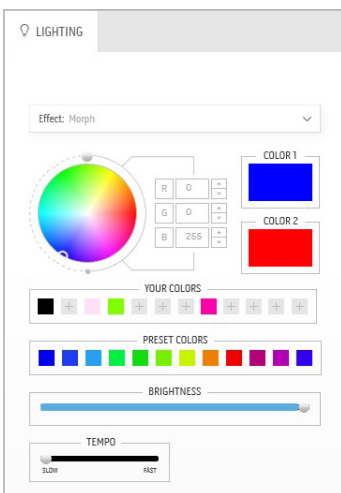 LIGHTING
Effect: Morph
COLOR 1
R 0
G 0
B 255
COLOR 2
YOUR COLORS
PRESET COLORS
BRIGHTNESS
TEMPO
SLOW FAST